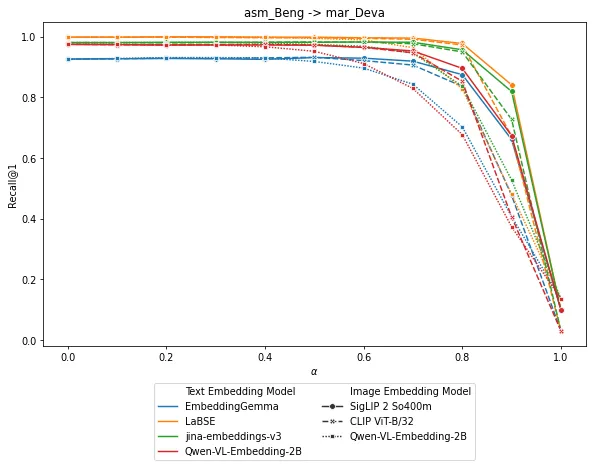 asm_Beng -> mar_Deva
Recall@1
1.0
0.8
0.6
0.4
0.2
0.0
0.0 0.2 0.4 0.6 0.8 1.0
α
Text Embedding Model Image Embedding Model
EmbeddingGemma SigLIP 2 So400m
LaBSE CLIP ViT-B/32
jina-embeddings-v3 Qwen-VL-Embedding-2B
Qwen-VL-Embedding-2B